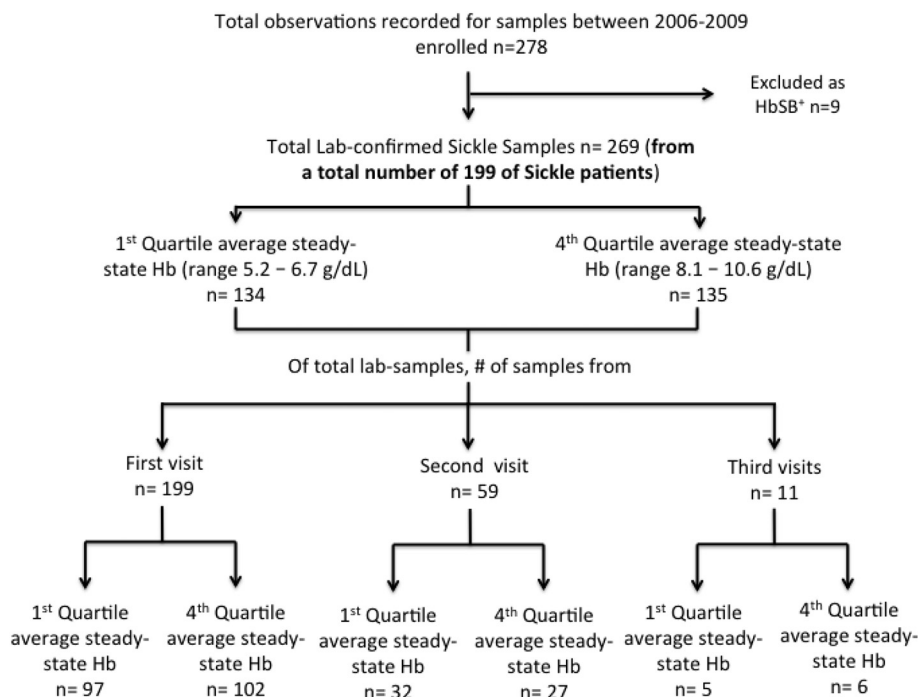 Total observations recorded for samples between 2006-2009
enrolled n=278
Excluded as
HbSB⁺ n=9
Total Lab-confirmed Sickle Samples n= 269 (from
a total number of 199 of Sickle patients)
1st Quartile average steady-
state Hb (range 5.2 – 6.7 g/dL)
n= 134
4th Quartile average steady-state
Hb (range 8.1 – 10.6 g/dL)
n= 135
Of total lab-samples, # of samples from
First visit
n= 199
Second visit
n= 59
Third visits
n= 11
1st Quartile
average steady-
state Hb
n= 97
4th Quartile
average steady-
state Hb
n= 102
1st Quartile
average steady-
state Hb
n= 32
4th Quartile
average steady-
state Hb
n= 27
1st Quartile
average steady-
state Hb
n= 5
4th Quartile
average steady-
state Hb
n= 6